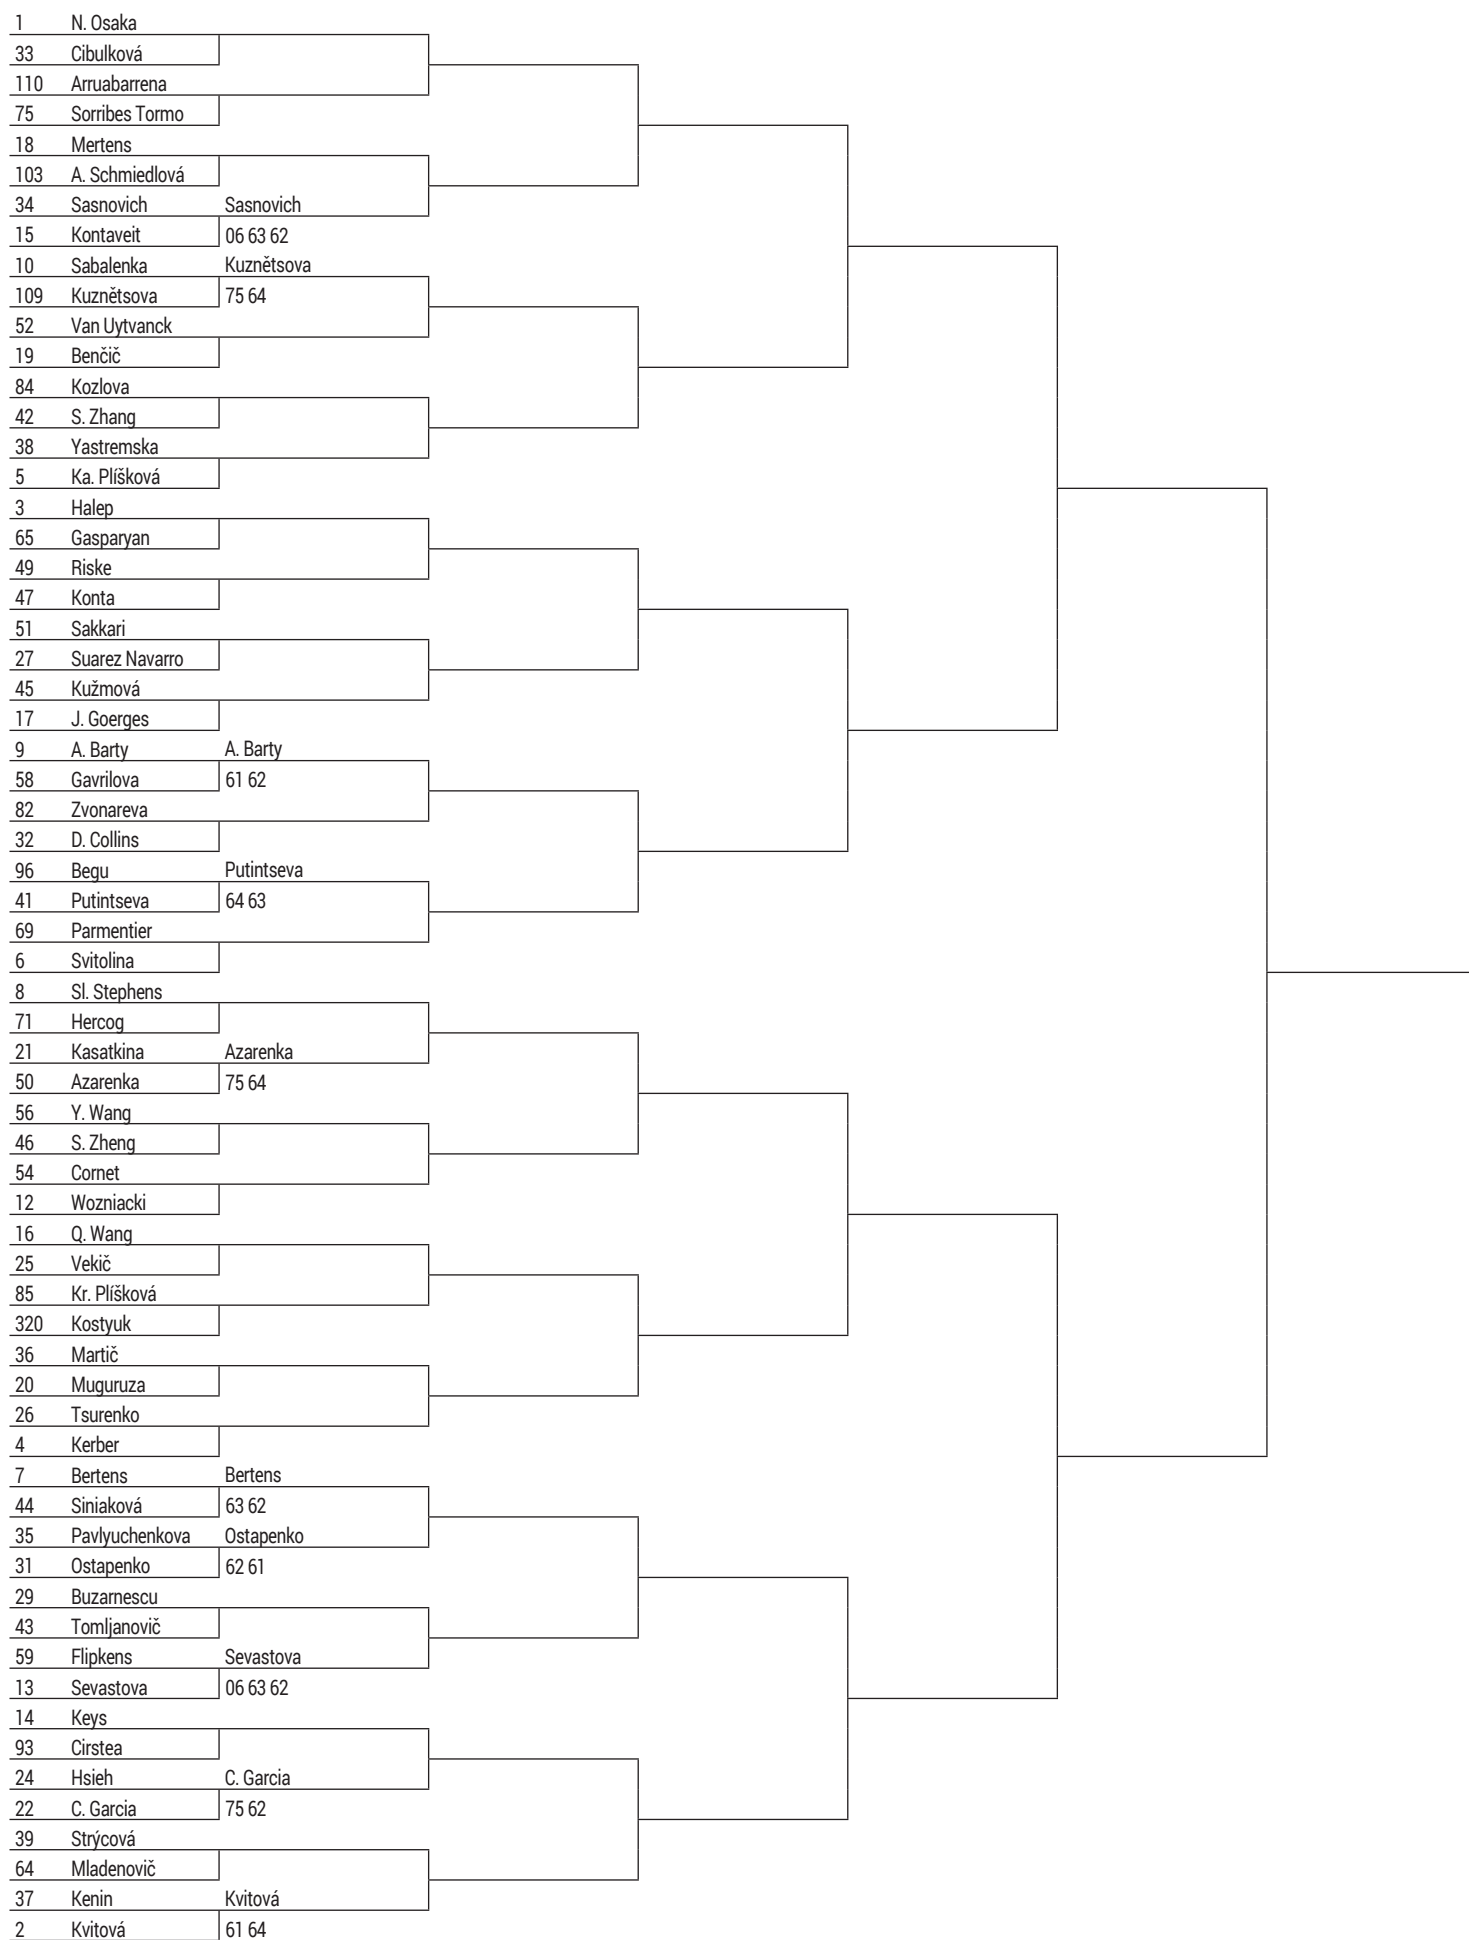 1 N. Osaka
33 Cibulková
110 Arruabarrena
75 Sorribes Tormo
18 Mertens
103 A. Schmiedlová
34 Sasnovich Sasnovich
15 Kontaveit 06 63 62
10 Sabalenka Kuznětsova
109 Kuznětsova 75 64
52 Van Uytvanck
19 Benčič
84 Kozlova
42 S. Zhang
38 Yastremska
5 Ka. Plíšková
3 Halep
65 Gasparyan
49 Riske
47 Konta
51 Sakkari
27 Suarez Navarro
45 Kužmová
17 J. Goerges
9 A. Barty A. Barty
58 Gavrilova 61 62
82 Zvonareva
32 D. Collins
96 Begu Putintseva
41 Putintseva 64 63
69 Parmentier
6 Svitolina
8 Sl. Stephens
71 Hercog
21 Kasatkina Azarenka
50 Azarenka 75 64
56 Y. Wang
46 S. Zheng
54 Cornet
12 Wozniacki
16 Q. Wang
25 Vekič
85 Kr. Plíšková
320 Kostyuk
36 Martič
20 Muguruza
26 Tsurenko
4 Kerber
7 Bertens Bertens
44 Siniaková 63 62
35 Pavlyuchenkova Ostapenko
31 Ostapenko 62 61
29 Buzarnescu
43 Tomljanovič
59 Flipkens Sevastova
13 Sevastova 06 63 62
14 Keys
93 Cirstea
24 Hsieh C. Garcia
22 C. Garcia 75 62
39 Strýcová
64 Mladenovič
37 Kenin Kvitová
2 Kvitová 61 64